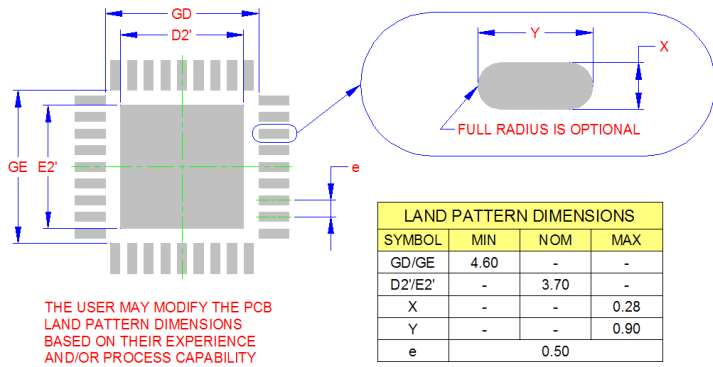 GD
D2'
GE
E2'
e
Y
X
FULL RADIUS IS OPTIONAL
THE USER MAY MODIFY THE PCB
LAND PATTERN DIMENSIONS
BASED ON THEIR EXPERIENCE
AND/OR PROCESS CAPABILITY
LAND PATTERN DIMENSIONS
SYMBOL MIN NOM MAX
GD/GE 4.60 - -
D2'/E2' - 3.70 -
X - - 0.28
Y - - 0.90
e 0.50